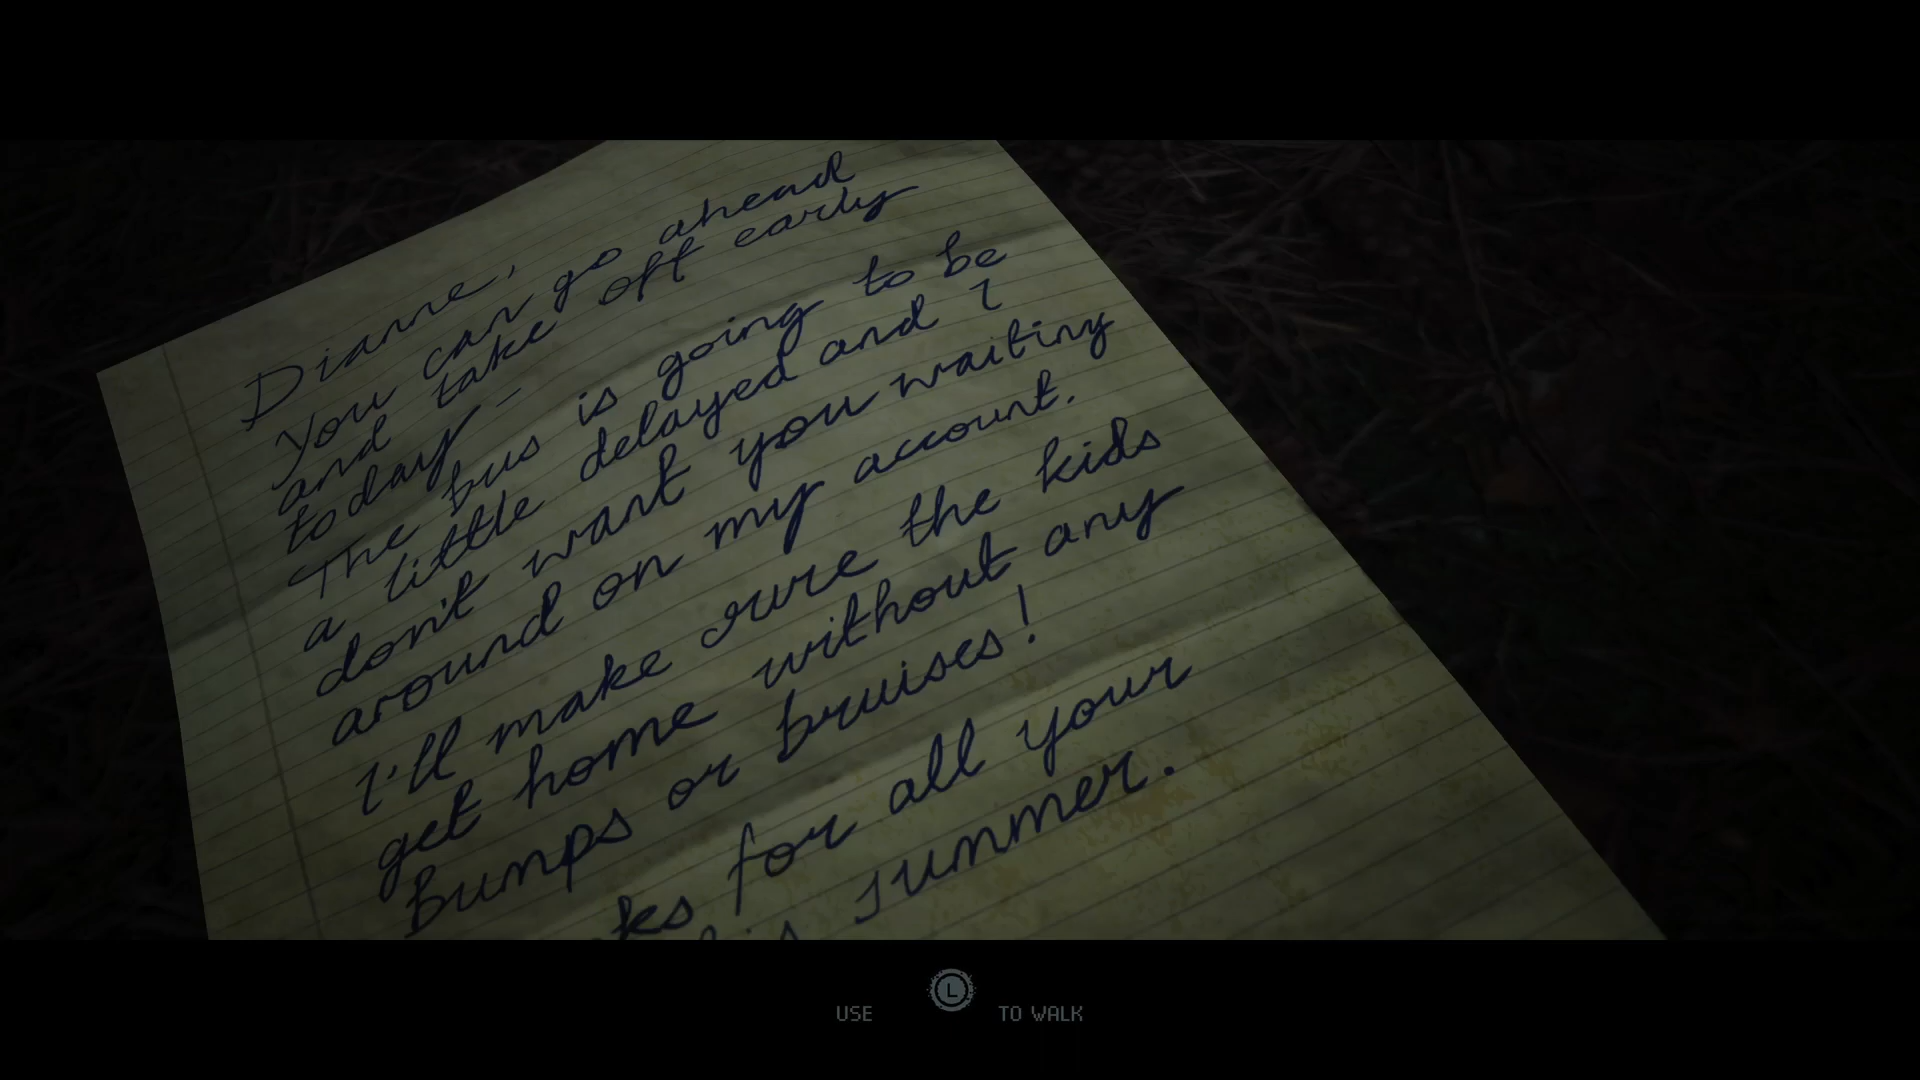 Dianne,
You can go ahead
and take off early
today -
The bus is going to be
a little delayed and I
don't want you waiting
around on my account.
I'll make sure the kids
get home without any
bumps or bruises!
for all your
summer.
USE L TO WALK